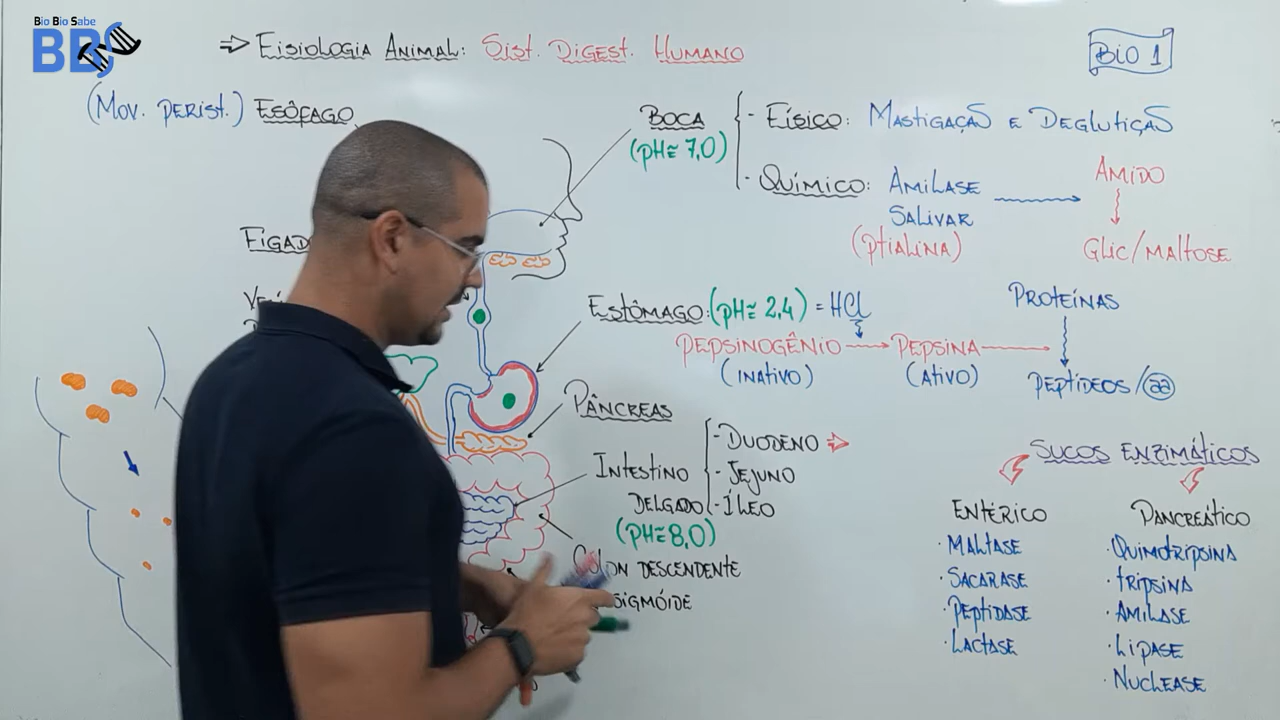 Bio Bio Sabe
BBS
⇒ Fisiologia Animal: Sist. Digest. Humano
BIO 1
(Mov. perist.) Esôfago
Boca
(pH≅ 7,0)
- Físico: Mastigação e Deglutição
- Químico: Amilase
Salivar
(Ptialina)
Amido
Glic/Maltose
Estômago: (pH≅ 2,4) = HCl
Pepsinogênio
(inativo)
Pepsina
(ativo)
Proteínas
Peptídeos/aa
Pâncreas
Intestino
Delgado
(pH≅8,0)
- Duodeno ⇒
- Jejuno
- Íleo
Colon descendente
Sigmóide
Sucos Enzimáticos
Entérico
· Maltase
· Sacarase
· Peptidase
· Lactase
Pancreático
· Quimotripsina
· Tripsina
· Amilase
· Lipase
· Nuclease